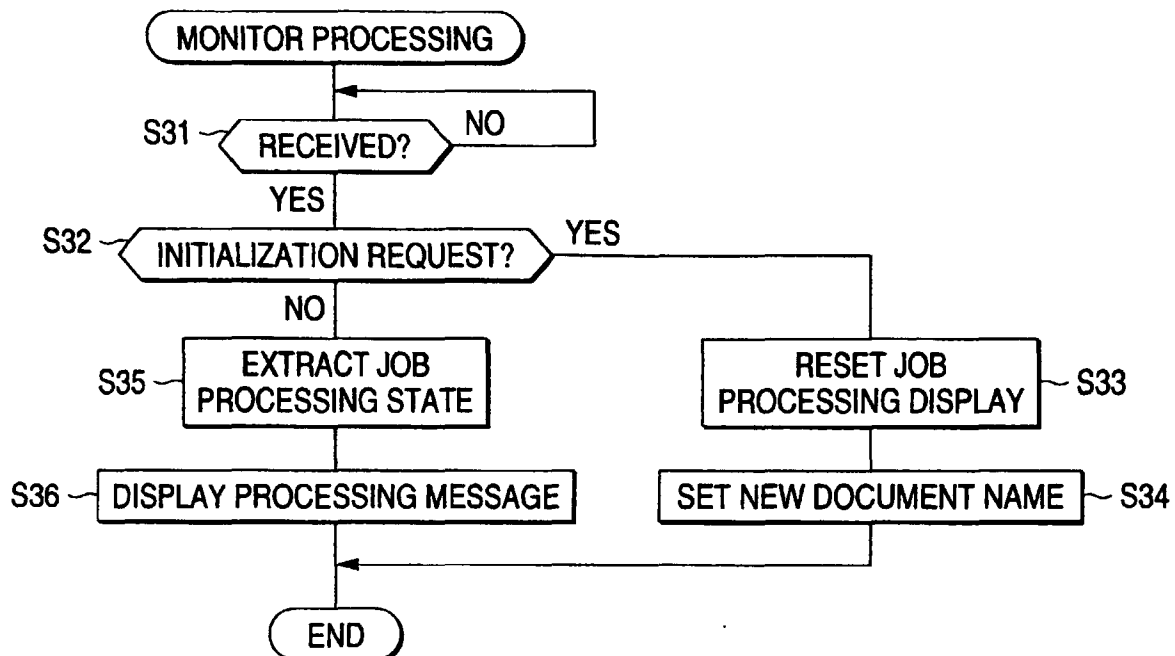 MONITOR PROCESSING
S31
RECEIVED?
NO
YES
S32
INITIALIZATION REQUEST?
YES
NO
S35
EXTRACT JOB
PROCESSING STATE
RESET JOB
PROCESSING DISPLAY
S33
S36
DISPLAY PROCESSING MESSAGE
SET NEW DOCUMENT NAME
S34
END